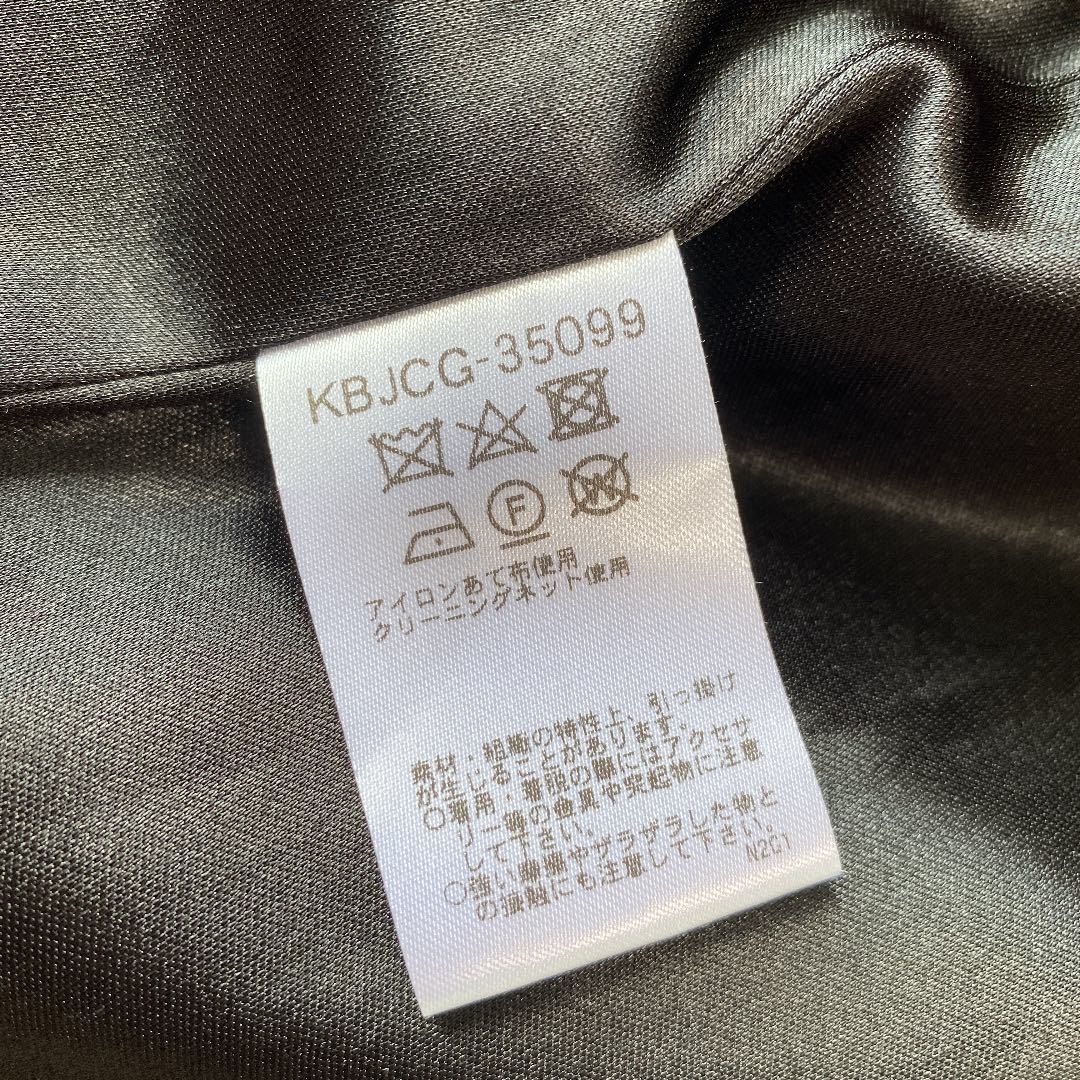 KBJCG-35099
F
W
アイロンあて布使用
クリーニングネット使用
素材・組織の特性上、引っ掛け
が生じることがあります。
○着用・着脱の際にはアクセサ
リー等の金具や突起物に注意
して下さい。
○強い摩擦やザラザラした物と
の接触にも注意して下さい。
N2G1